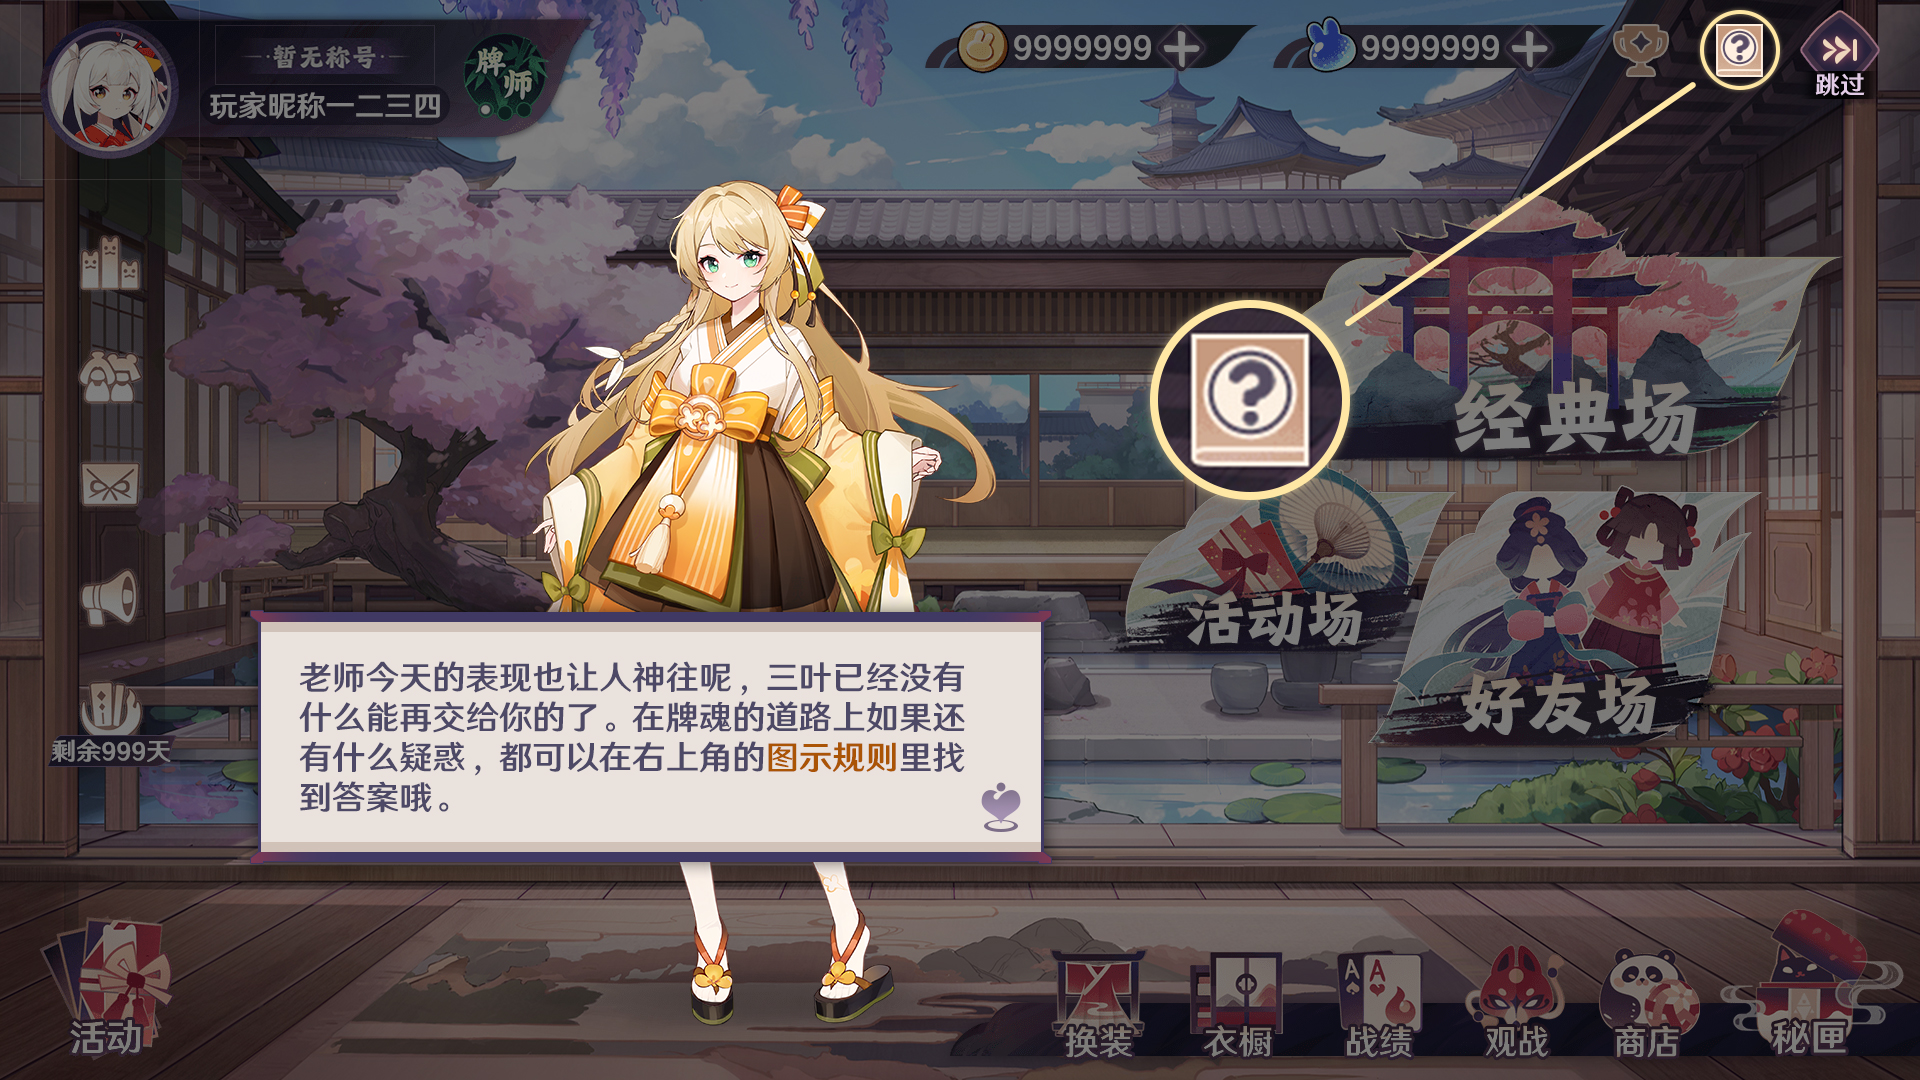 暂无称号
玩家昵称一二三四
牌师
9999999
9999999
跳过
剩余999天
经典场
活动场
好友场
老师今天的表现也让人神往呢，三叶已经没有
什么能再交给你的了。在牌魂的道路上如果还
有什么疑惑，都可以在右上角的图示规则里找
到答案哦。
活动
换装
衣橱
A A
战绩
观战
商店
秘匣